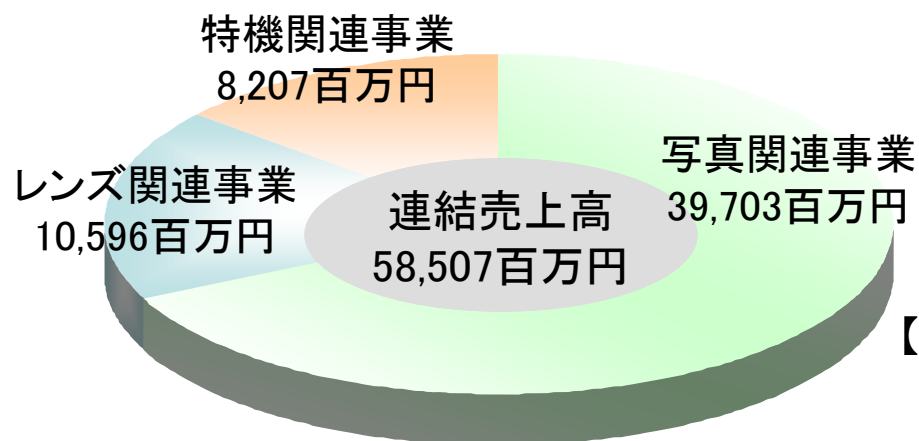 特機関連事業
8,207百万円
写真関連事業
39,703百万円
レンズ関連事業
10,596百万円
連結売上高
58,507百万円
【